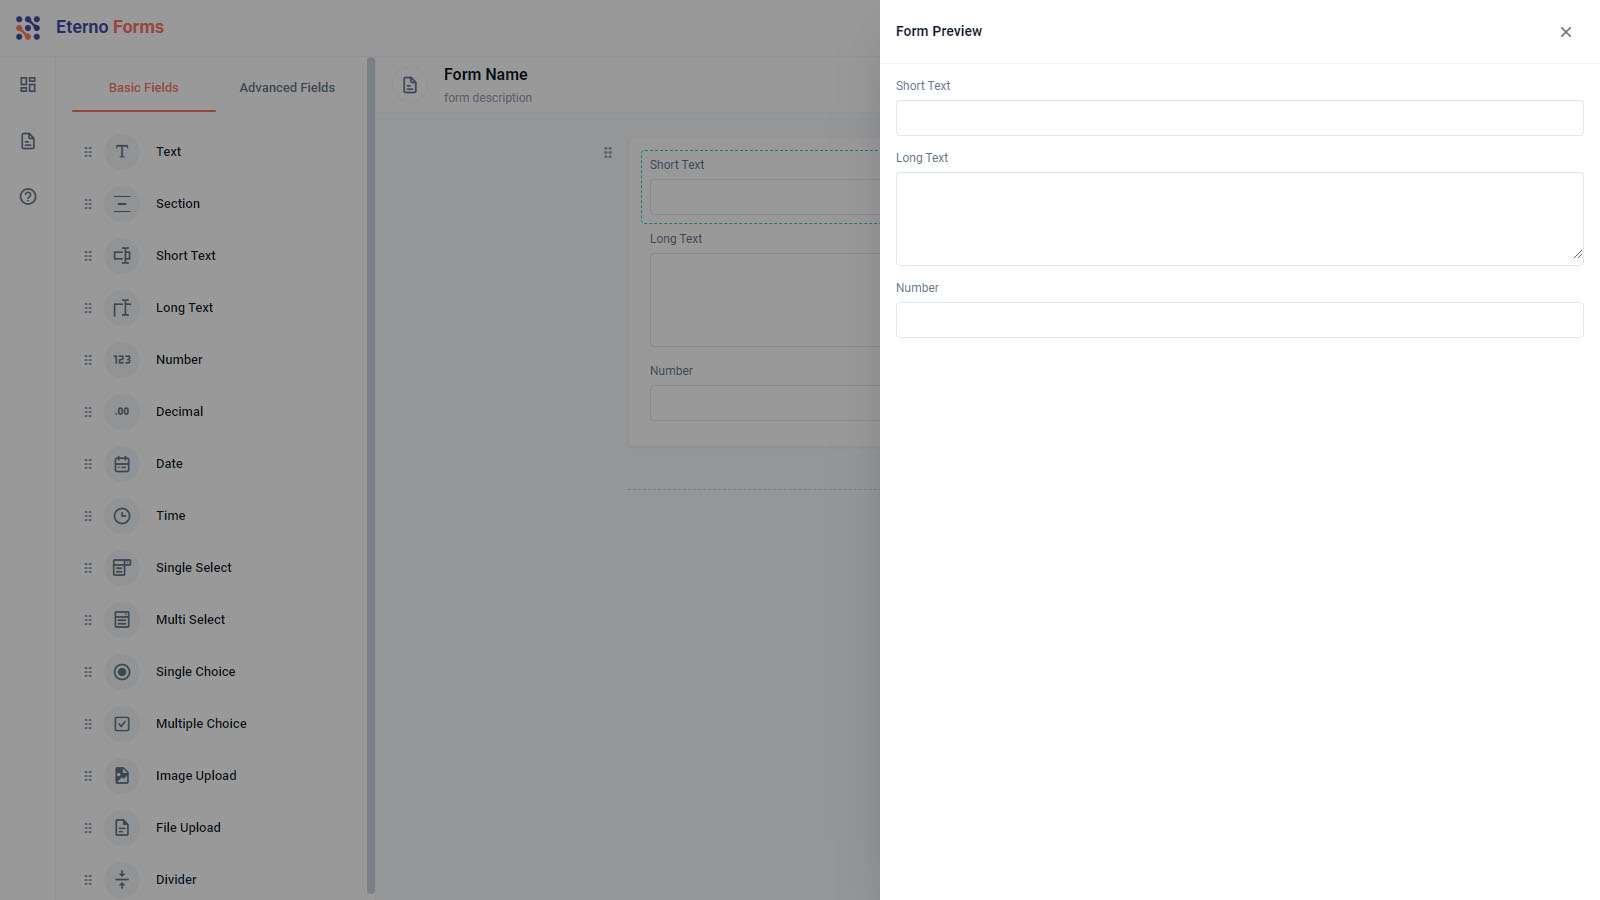 Eterno Forms
Basic Fields
Advanced Fields
Text
Section
Short Text
Long Text
Number
Decimal
Date
Time
Single Select
Multi Select
Single Choice
Multiple Choice
Image Upload
File Upload
Divider
Form Name
form description
Short Text
Long Text
Number
Form Preview
Short Text
Long Text
Number